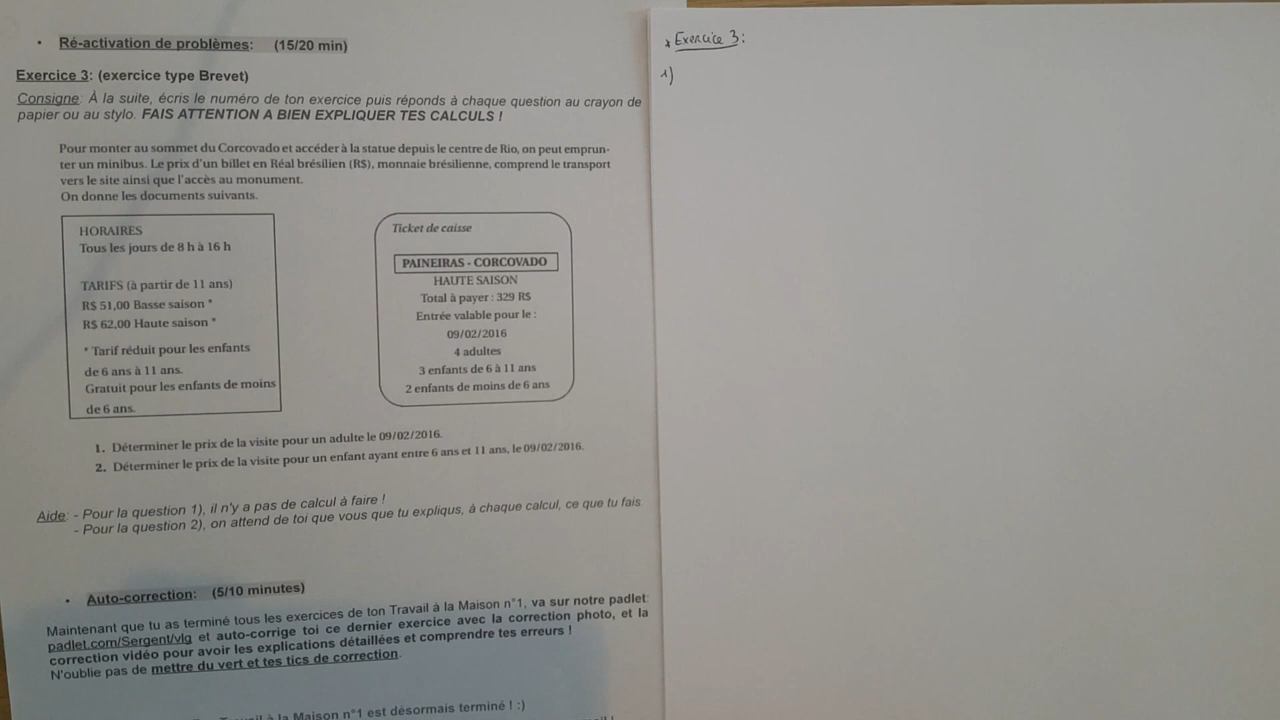 • Ré-activation de problèmes: (15/20 min)
Exercice 3: (exercice type Brevet)
Consigne: À la suite, écris le numéro de ton exercice puis réponds à chaque question au crayon de
papier ou au stylo. FAIS ATTENTION A BIEN EXPLIQUER TES CALCULS !
Pour monter au sommet du Corcovado et accéder à la statue depuis le centre de Rio, on peut emprun-
ter un minibus. Le prix d'un billet en Réal brésilien (R$), monnaie brésilienne, comprend le transport
vers le site ainsi que l'accès au monument.
On donne les documents suivants.
HORAIRES
Tous les jours de 8 h à 16 h
TARIFS (à partir de 11 ans)
R$ 51,00 Basse saison *
R$ 62,00 Haute saison *
* Tarif réduit pour les enfants
de 6 ans à 11 ans.
Gratuit pour les enfants de moins
de 6 ans.
Ticket de caisse
PAINEIRAS - CORCOVADO
HAUTE SAISON
Total à payer : 329 R$
Entrée valable pour le :
09/02/2016
4 adultes
3 enfants de 6 à 11 ans
2 enfants de moins de 6 ans
1. Déterminer le prix de la visite pour un adulte le 09/02/2016.
2. Déterminer le prix de la visite pour un enfant ayant entre 6 ans et 11 ans, le 09/02/2016.
Aide: - Pour la question 1), il n'y a pas de calcul à faire !
- Pour la question 2), on attend de toi que vous que tu expliqus, à chaque calcul, ce que tu fais
• Auto-correction: (5/10 minutes)
Maintenant que tu as terminé tous les exercices de ton Travail à la Maison n°1, va sur notre padlet:
padlet.com/Sergent/vlg et auto-corrige toi ce dernier exercice avec la correction photo, et la
correction vidéo pour avoir les explications détaillées et comprendre tes erreurs !
N'oublie pas de mettre du vert et tes tics de correction.
à la Maison n°1 est désormais terminé ! :)
* Exercice 3:
1)